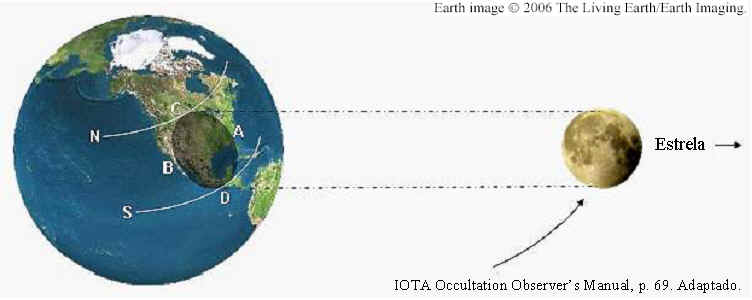 Earth image © 2006 The Living Earth/Earth Imaging.
C
N
A
Estrela
B
S
D
IOTA Occultation Observer's Manual, p. 69. Adaptado.